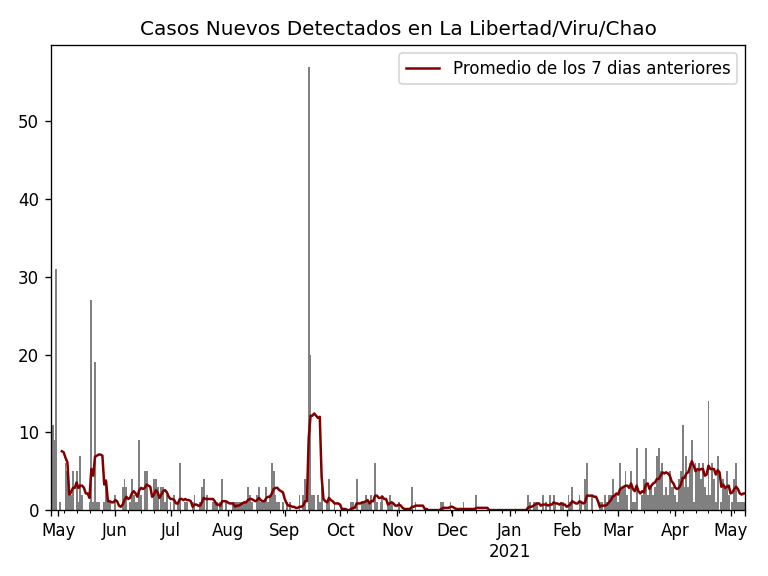 Casos Nuevos Detectados en La Libertad/Viru/Chao
Promedio de los 7 dias anteriores
50
40
30
20
10
0
May Jun Jul Aug Sep Oct Nov Dec Jan Feb Mar Apr May
2021